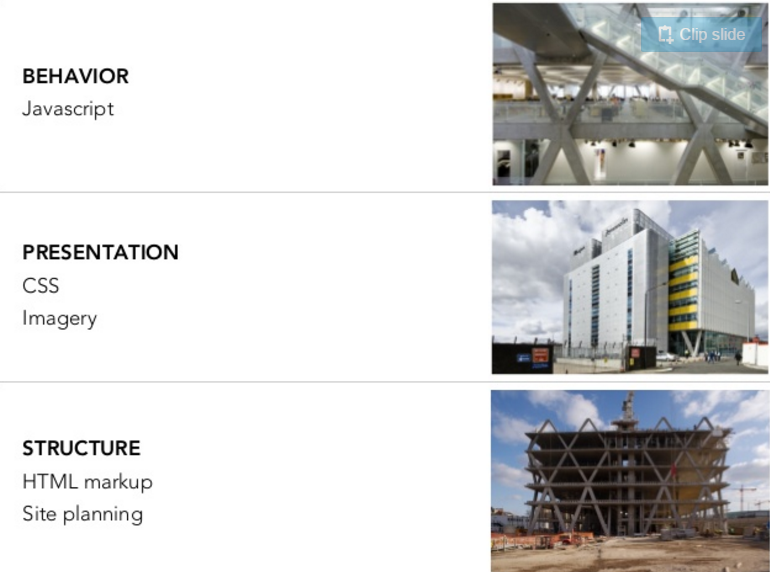 Clip slide
BEHAVIOR
Javascript
PRESENTATION
CSS
Imagery
STRUCTURE
HTML markup
Site planning